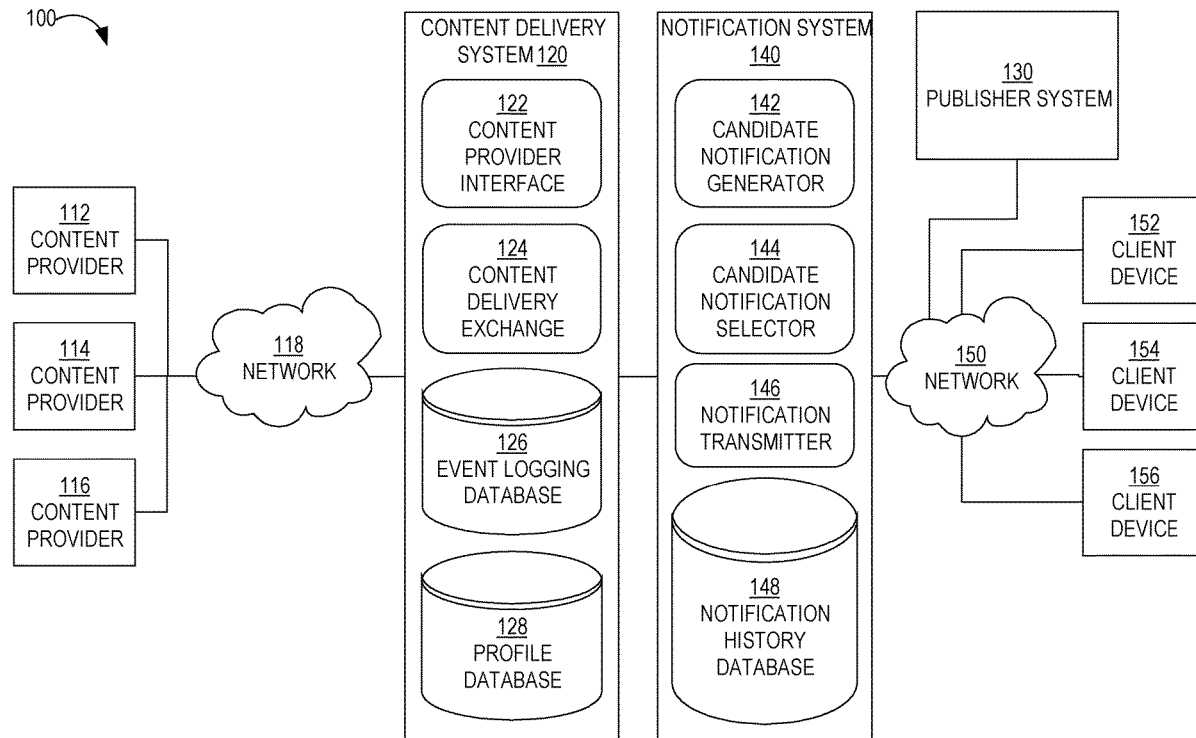 100
112
CONTENT
PROVIDER
114
CONTENT
PROVIDER
116
CONTENT
PROVIDER
118
NETWORK
CONTENT DELIVERY
SYSTEM 120
122
CONTENT
PROVIDER
INTERFACE
124
CONTENT
DELIVERY
EXCHANGE
126
EVENT LOGGING
DATABASE
128
PROFILE
DATABASE
NOTIFICATION SYSTEM
140
142
CANDIDATE
NOTIFICATION
GENERATOR
144
CANDIDATE
NOTIFICATION
SELECTOR
146
NOTIFICATION
TRANSMITTER
148
NOTIFICATION
HISTORY
DATABASE
130
PUBLISHER SYSTEM
150
NETWORK
152
CLIENT
DEVICE
154
CLIENT
DEVICE
156
CLIENT
DEVICE